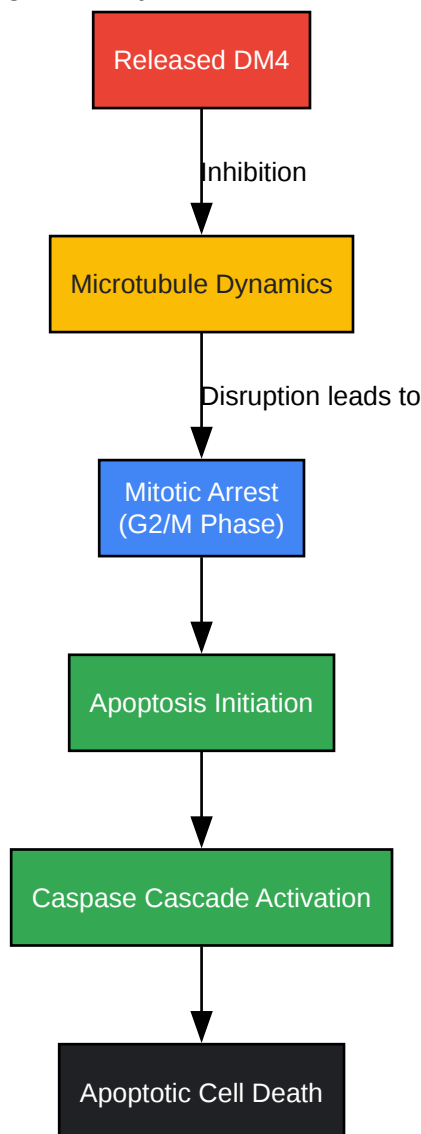 Released DM4
Inhibition
Microtubule Dynamics
Disruption leads to
Mitotic Arrest
(G2/M Phase)
Apoptosis Initiation
Caspase Cascade Activation
Apoptotic Cell Death